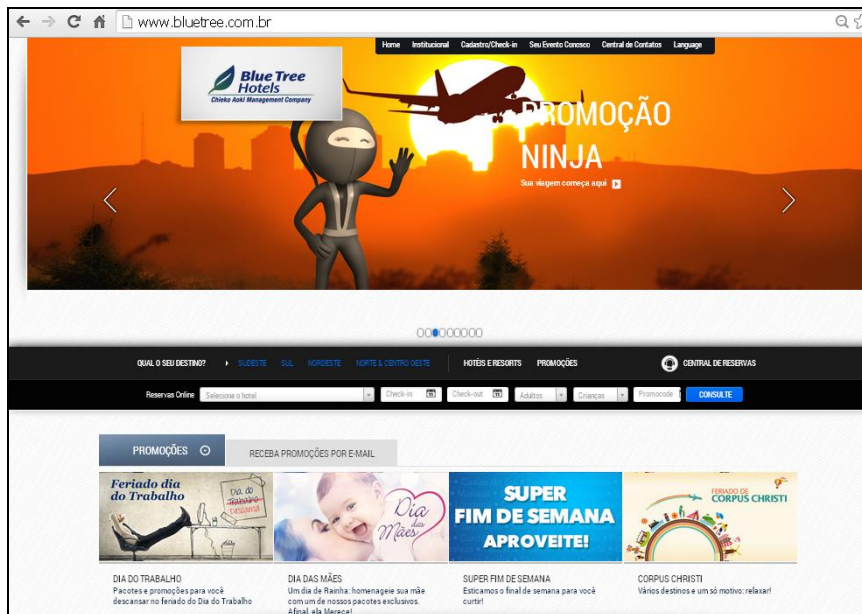 www.bluetree.com.br
Home Institucional Cadastro/Check-in Seu Evento Conosco Central de Contatos Language
Blue Tree
Hotels
Chieko Aoki Management Company
PROMOÇÃO
NINJA
Sua viagem começa aqui
QUAL O SEU DESTINO? SUDESTE SUL NORDESTE NORTE & CENTRO OESTE HOTÉIS E RESORTS PROMOÇÕES CENTRAL DE RESERVAS
Reservas Online Selecione o hotel Check-in Check-out Adultos Crianças Promocode CONSULTE
PROMOÇÕES RECEBA PROMOÇÕES POR E-MAIL
Feriado dia
do Trabalho
Dia do
Trabalho
Descanso!
Dia
das
Mães
SUPER
FIM DE SEMANA
APROVEITE!
FERIADO DE
CORPUS CHRISTI
DIA DO TRABALHO
Pacotes e promoções para você
descansar no feriado do Dia do Trabalho
DIA DAS MÃES
Um dia de Rainha: homenageie sua mãe
com um de nossos pacotes exclusivos.
Afinal, ela Merece!
SUPER FIM DE SEMANA
Esticamos o final de semana para você
curtir!
CORPUS CHRISTI
Vários destinos e um só motivo: relaxar!